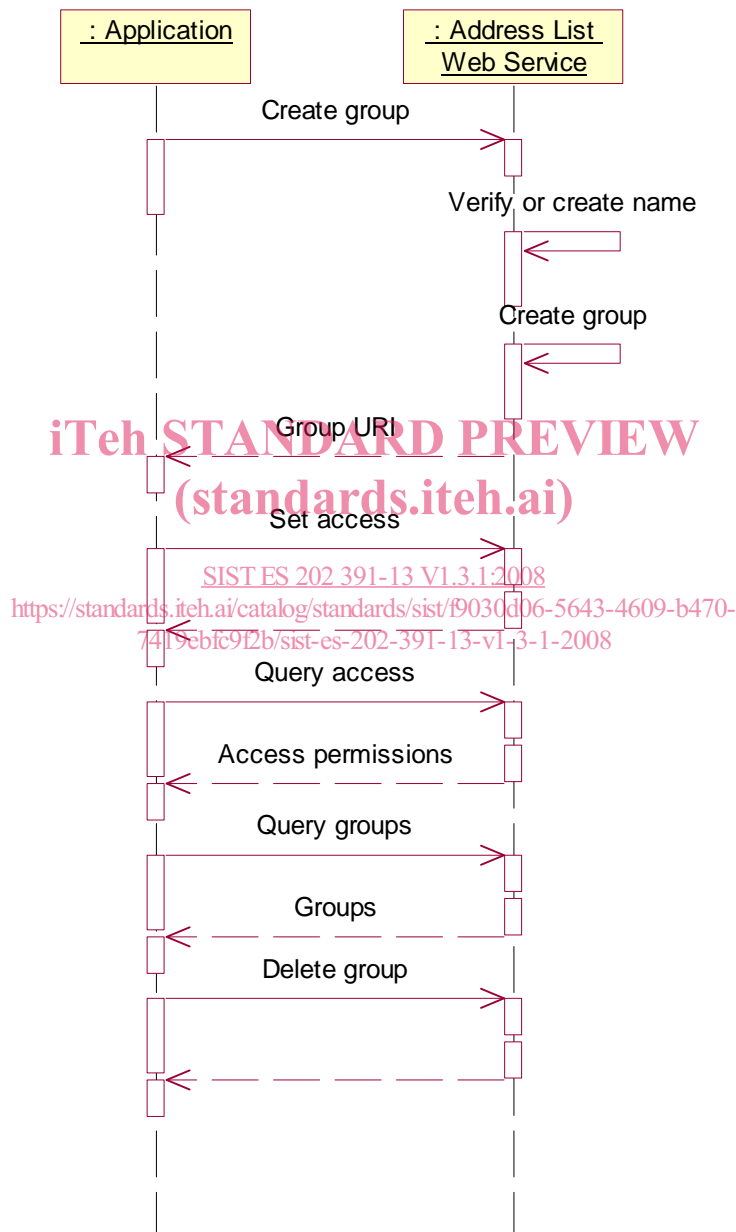 : Application
: Address List
Web Service
Create group
Verify or create name
Create group
Group URI
iTeh STANDARD PREVIEW
(standards.iteh.ai)
Set access
SIST ES 202 391-13 V1.3.1:2008
https://standards.iteh.ai/catalog/standards/sist/f9030d06-5643-4609-b470-
7419ebfc9f2b/sist-es-202-391-13-v1-3-1-2008
Query access
Access permissions
Query groups
Groups
Delete group